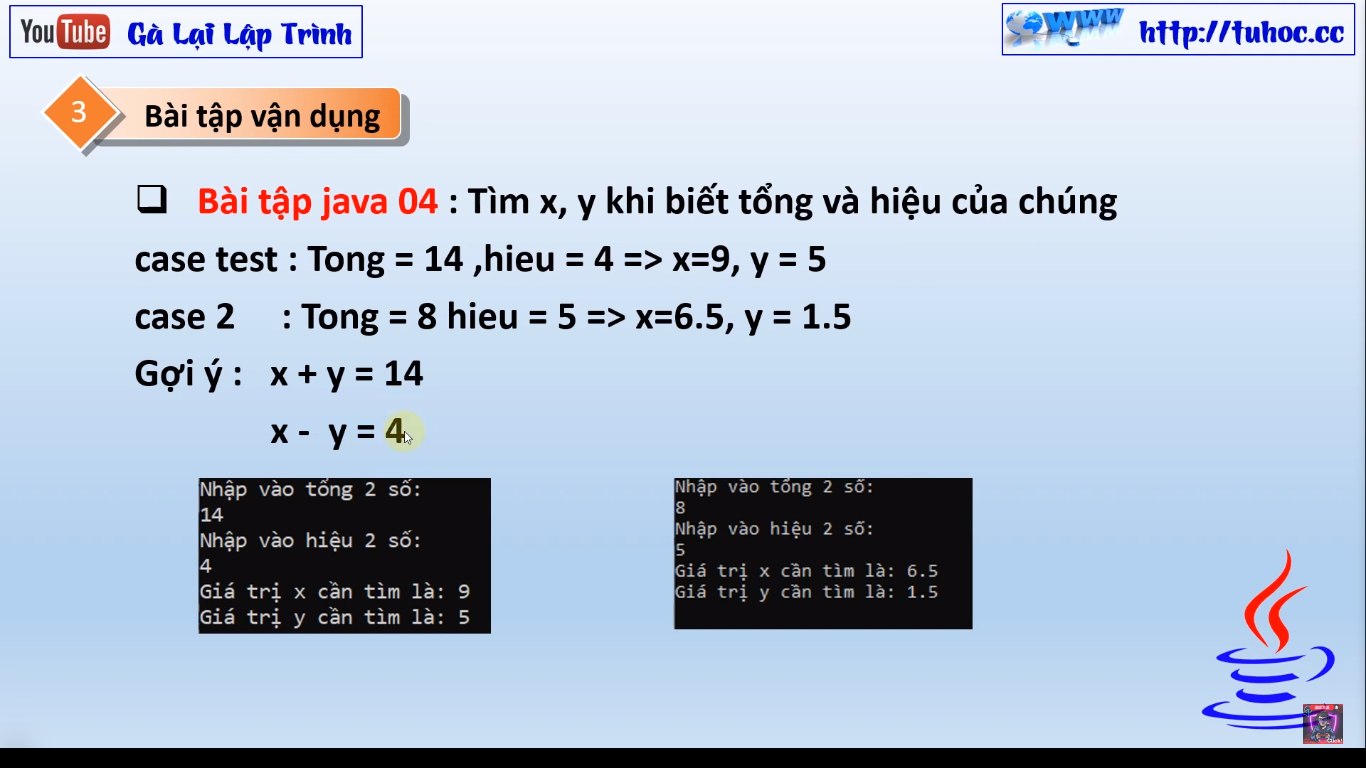 YouTube Gà Lại Lập Trình
WWW http://tuhoc.cc
3 Bài tập vận dụng
Bài tập java 04 : Tìm x, y khi biết tổng và hiệu của chúng
case test : Tong = 14 ,hieu = 4 => x=9, y = 5
case 2 : Tong = 8 hieu = 5 => x=6.5, y = 1.5
Gợi ý : x + y = 14
x - y = 4
Nhập vào tổng 2 số:
14
Nhập vào hiệu 2 số:
4
Giá trị x cần tìm là: 9
Giá trị y cần tìm là: 5
Nhập vào tổng 2 số:
8
Nhập vào hiệu 2 số:
5
Giá trị x cần tìm là: 6.5
Giá trị y cần tìm là: 1.5